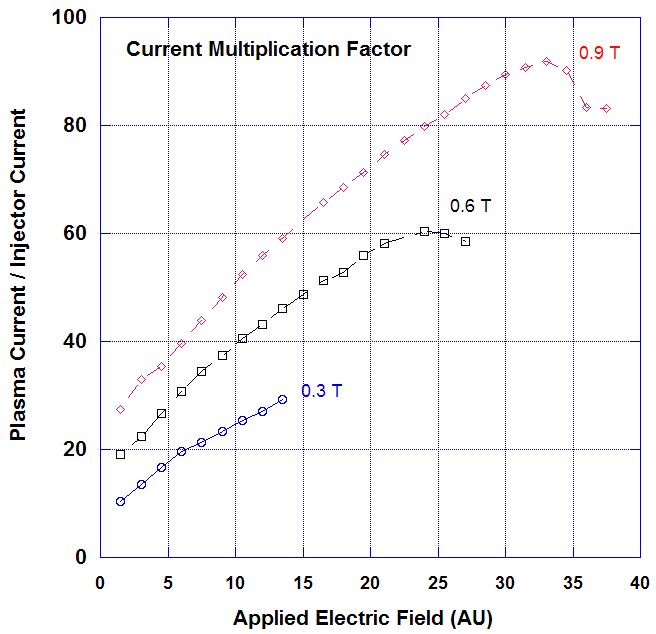 100
Current Multiplication Factor
0.9 T
80
0.6 T
60
40
0.3 T
20
0
0 5 10 15 20 25 30 35 40
Applied Electric Field (AU)
Plasma Current / Injector Current